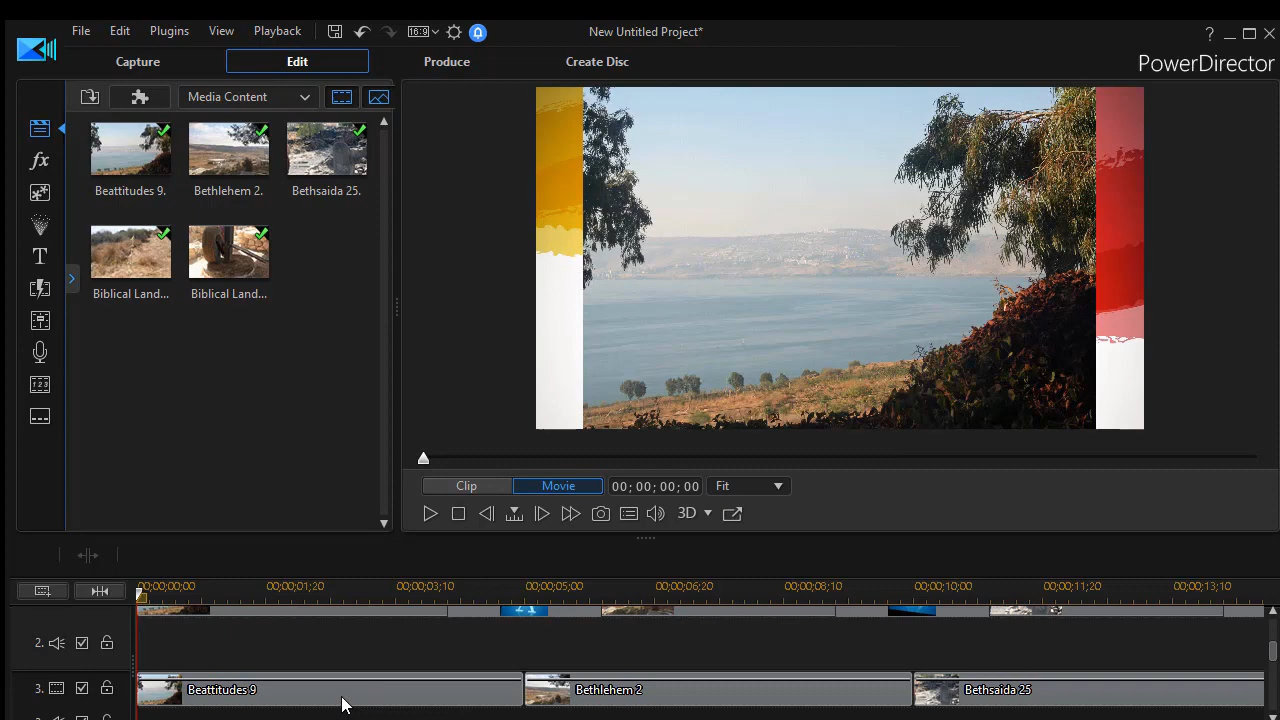 File Edit Plugins View Playback 16:9 New Untitled Project* ?
Capture Edit Produce Create Disc PowerDirector
Media Content
fx
Beattitudes 9. Bethlehem 2. Bethsaida 25.
T
Biblical Land... Biblical Land...
Clip Movie 00; 00; 00; 00 Fit
3D
00;00;00;00 00;00;01;20 00;00;03;10 00;00;05;00 00;00;06;20 00;00;08;10 00;00;10;00 00;00;11;20 00;00;13;10
2.
3. Beattitudes 9 Bethlehem 2 Bethsaida 25